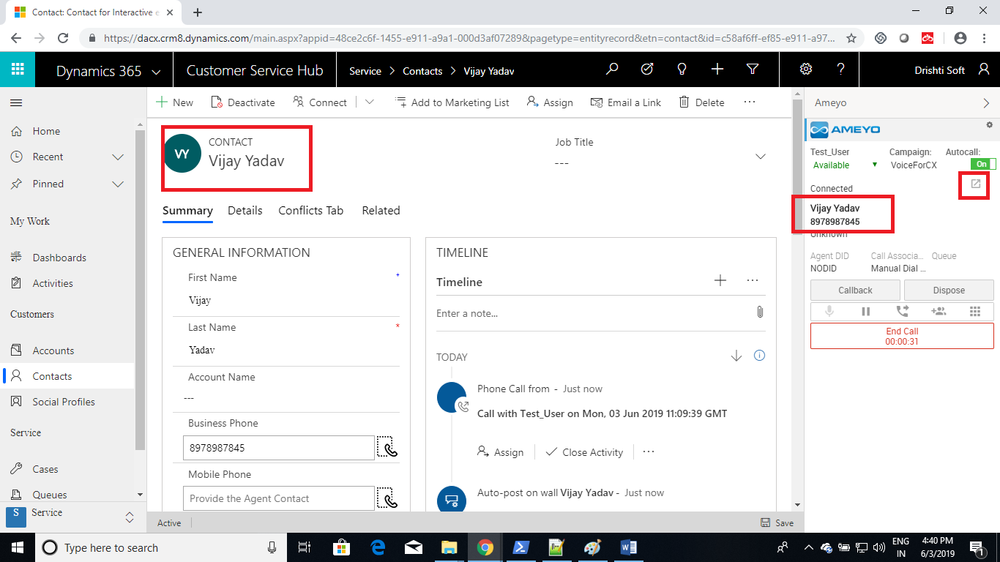 Contact: Contact for Interactive e
https://dacx.crm8.dynamics.com/main.aspx?appid=48ce2c6f-1455-e911-a9a1-000d3af07289&pagetype=entityrecord&etn=contact&id=c58af6ff-ef85-e911-a97...
Dynamics 365
Customer Service Hub
Service > Contacts > Vijay Yadav
Drishti Soft
New
Deactivate
Connect
Add to Marketing List
Assign
Email a Link
Delete
Home
Recent
Pinned
My Work
Dashboards
Activities
Customers
Accounts
Contacts
Social Profiles
Service
Cases
Queues
S
Service
VY
CONTACT
Vijay Yadav
Job Title
---
Summary
Details
Conflicts Tab
Related
GENERAL INFORMATION
First Name +
Vijay
Last Name *
Yadav
Account Name
---
Business Phone
8978987845
Mobile Phone
Provide the Agent Contact
TIMELINE
Timeline
Enter a note...
TODAY
Phone Call from - Just now
Call with Test_User on Mon, 03 Jun 2019 11:09:39 GMT
Assign
Close Activity
Auto-post on wall Vijay Yadav - Just now
Active
Save
Ameyo
AMEYO
Test_User Campaign: Autocall:
Available VoiceForCX On
Connected
Vijay Yadav
8978987845
Unknown
Agent DID Call Associa... Queue
NODID Manual Dial ...
Callback
Dispose
End Call
00:00:31
Type here to search
ENG
IN
4:40 PM
6/3/2019
1